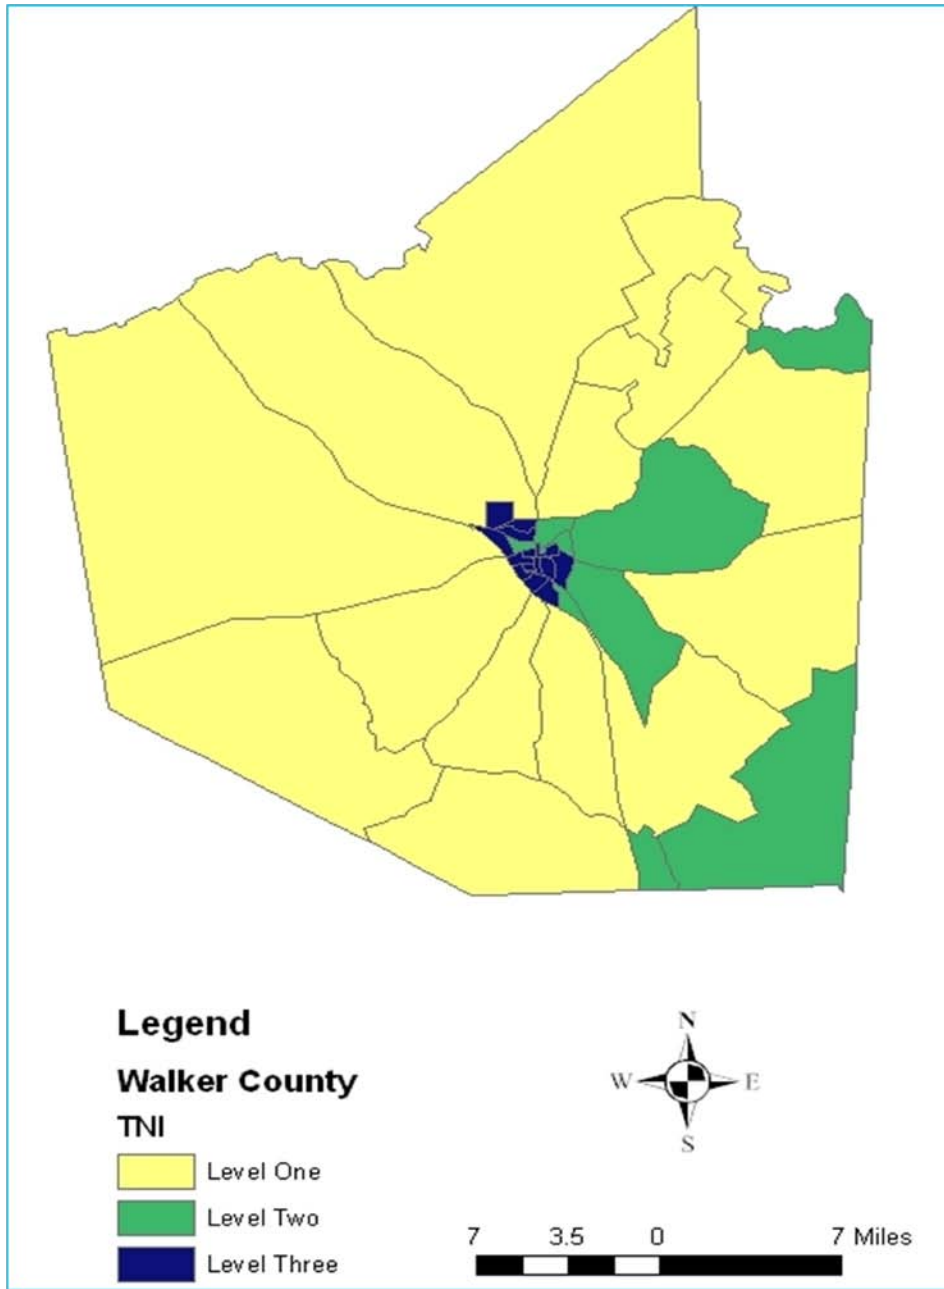 Legend
Walker County
TNI
Level One
Level Two
Level Three
N
W E
S
7 3.5 0 7 Miles